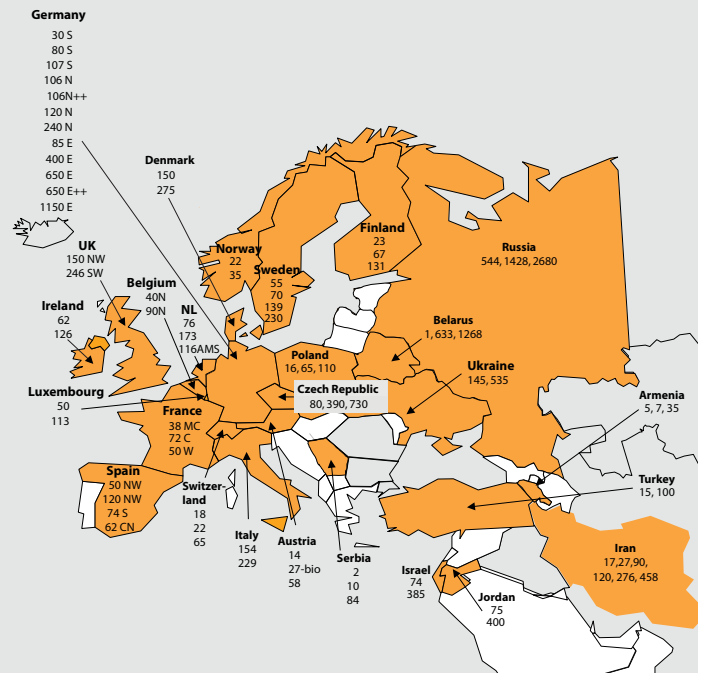 Germany
30 S
80 S
107 S
106 N
106N++
120 N
240 N
85 E
400 E
650 E
650 E++
1150 E
Denmark
150
275
UK
150 NW
246 SW
Ireland
62
126
Belgium
40N
90N
NL
76
173
116AMS
Luxembourg
50
113
Norway
22
35
Sweden
55
70
139
230
Finland
23
67
131
Russia
544, 1428, 2680
Belarus
1, 633, 1268
Poland
16, 65, 110
Ukraine
145, 535
Czech Republic
80, 390, 730
Armenia
5, 7, 35
France
38 MC
72 C
50 W
Spain
50 NW
120 NW
74 S
62 CN
Switzer-
land
18
22
65
Italy
154
229
Austria
14
27-bio
58
Serbia
2
10
84
Turkey
15, 100
Israel
74
385
Jordan
75
400
Iran
17,27,90,
120, 276, 458